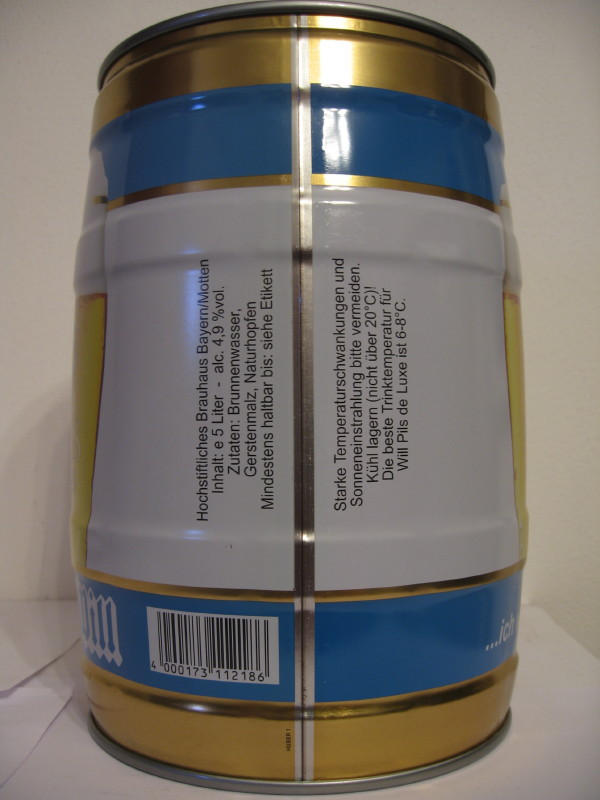 Hochstiftliches Brauhaus Bayern/Motten
Inhalt: e 5 Liter - alc. 4,9 %vol.
Zutaten: Brunnenwasser,
Gerstenmalz, Naturhopfen
Mindestens haltbar bis: siehe Etikett
Starke Temperaturschwankungen und
Sonneneinstrahlung bitte vermeiden.
Kühl lagern (nicht über 20°C)!
Die beste Trinktemperatur für
Will Pils de Luxe ist 6-8°C.
4 000173 112186
...ich
HUBER 1